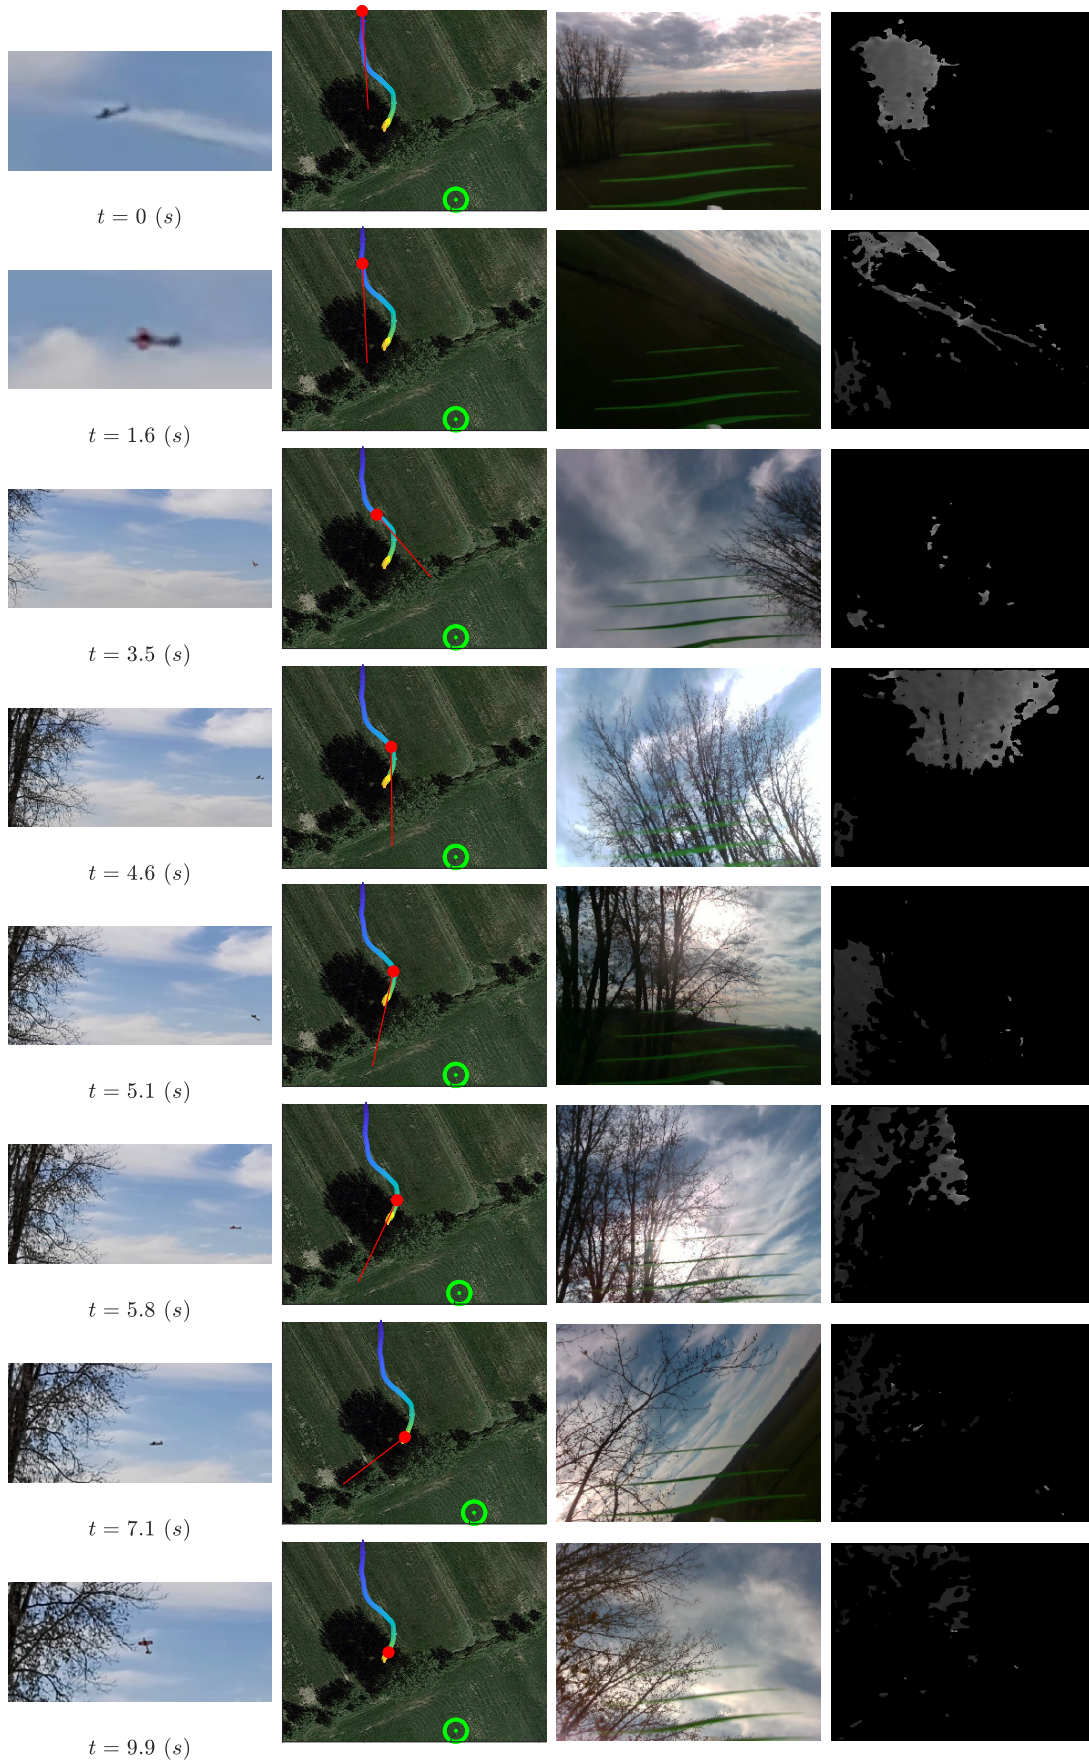 t = 0 (s)
t = 1.6 (s)
t = 3.5 (s)
t = 4.6 (s)
t = 5.1 (s)
t = 5.8 (s)
t = 7.1 (s)
t = 9.9 (s)